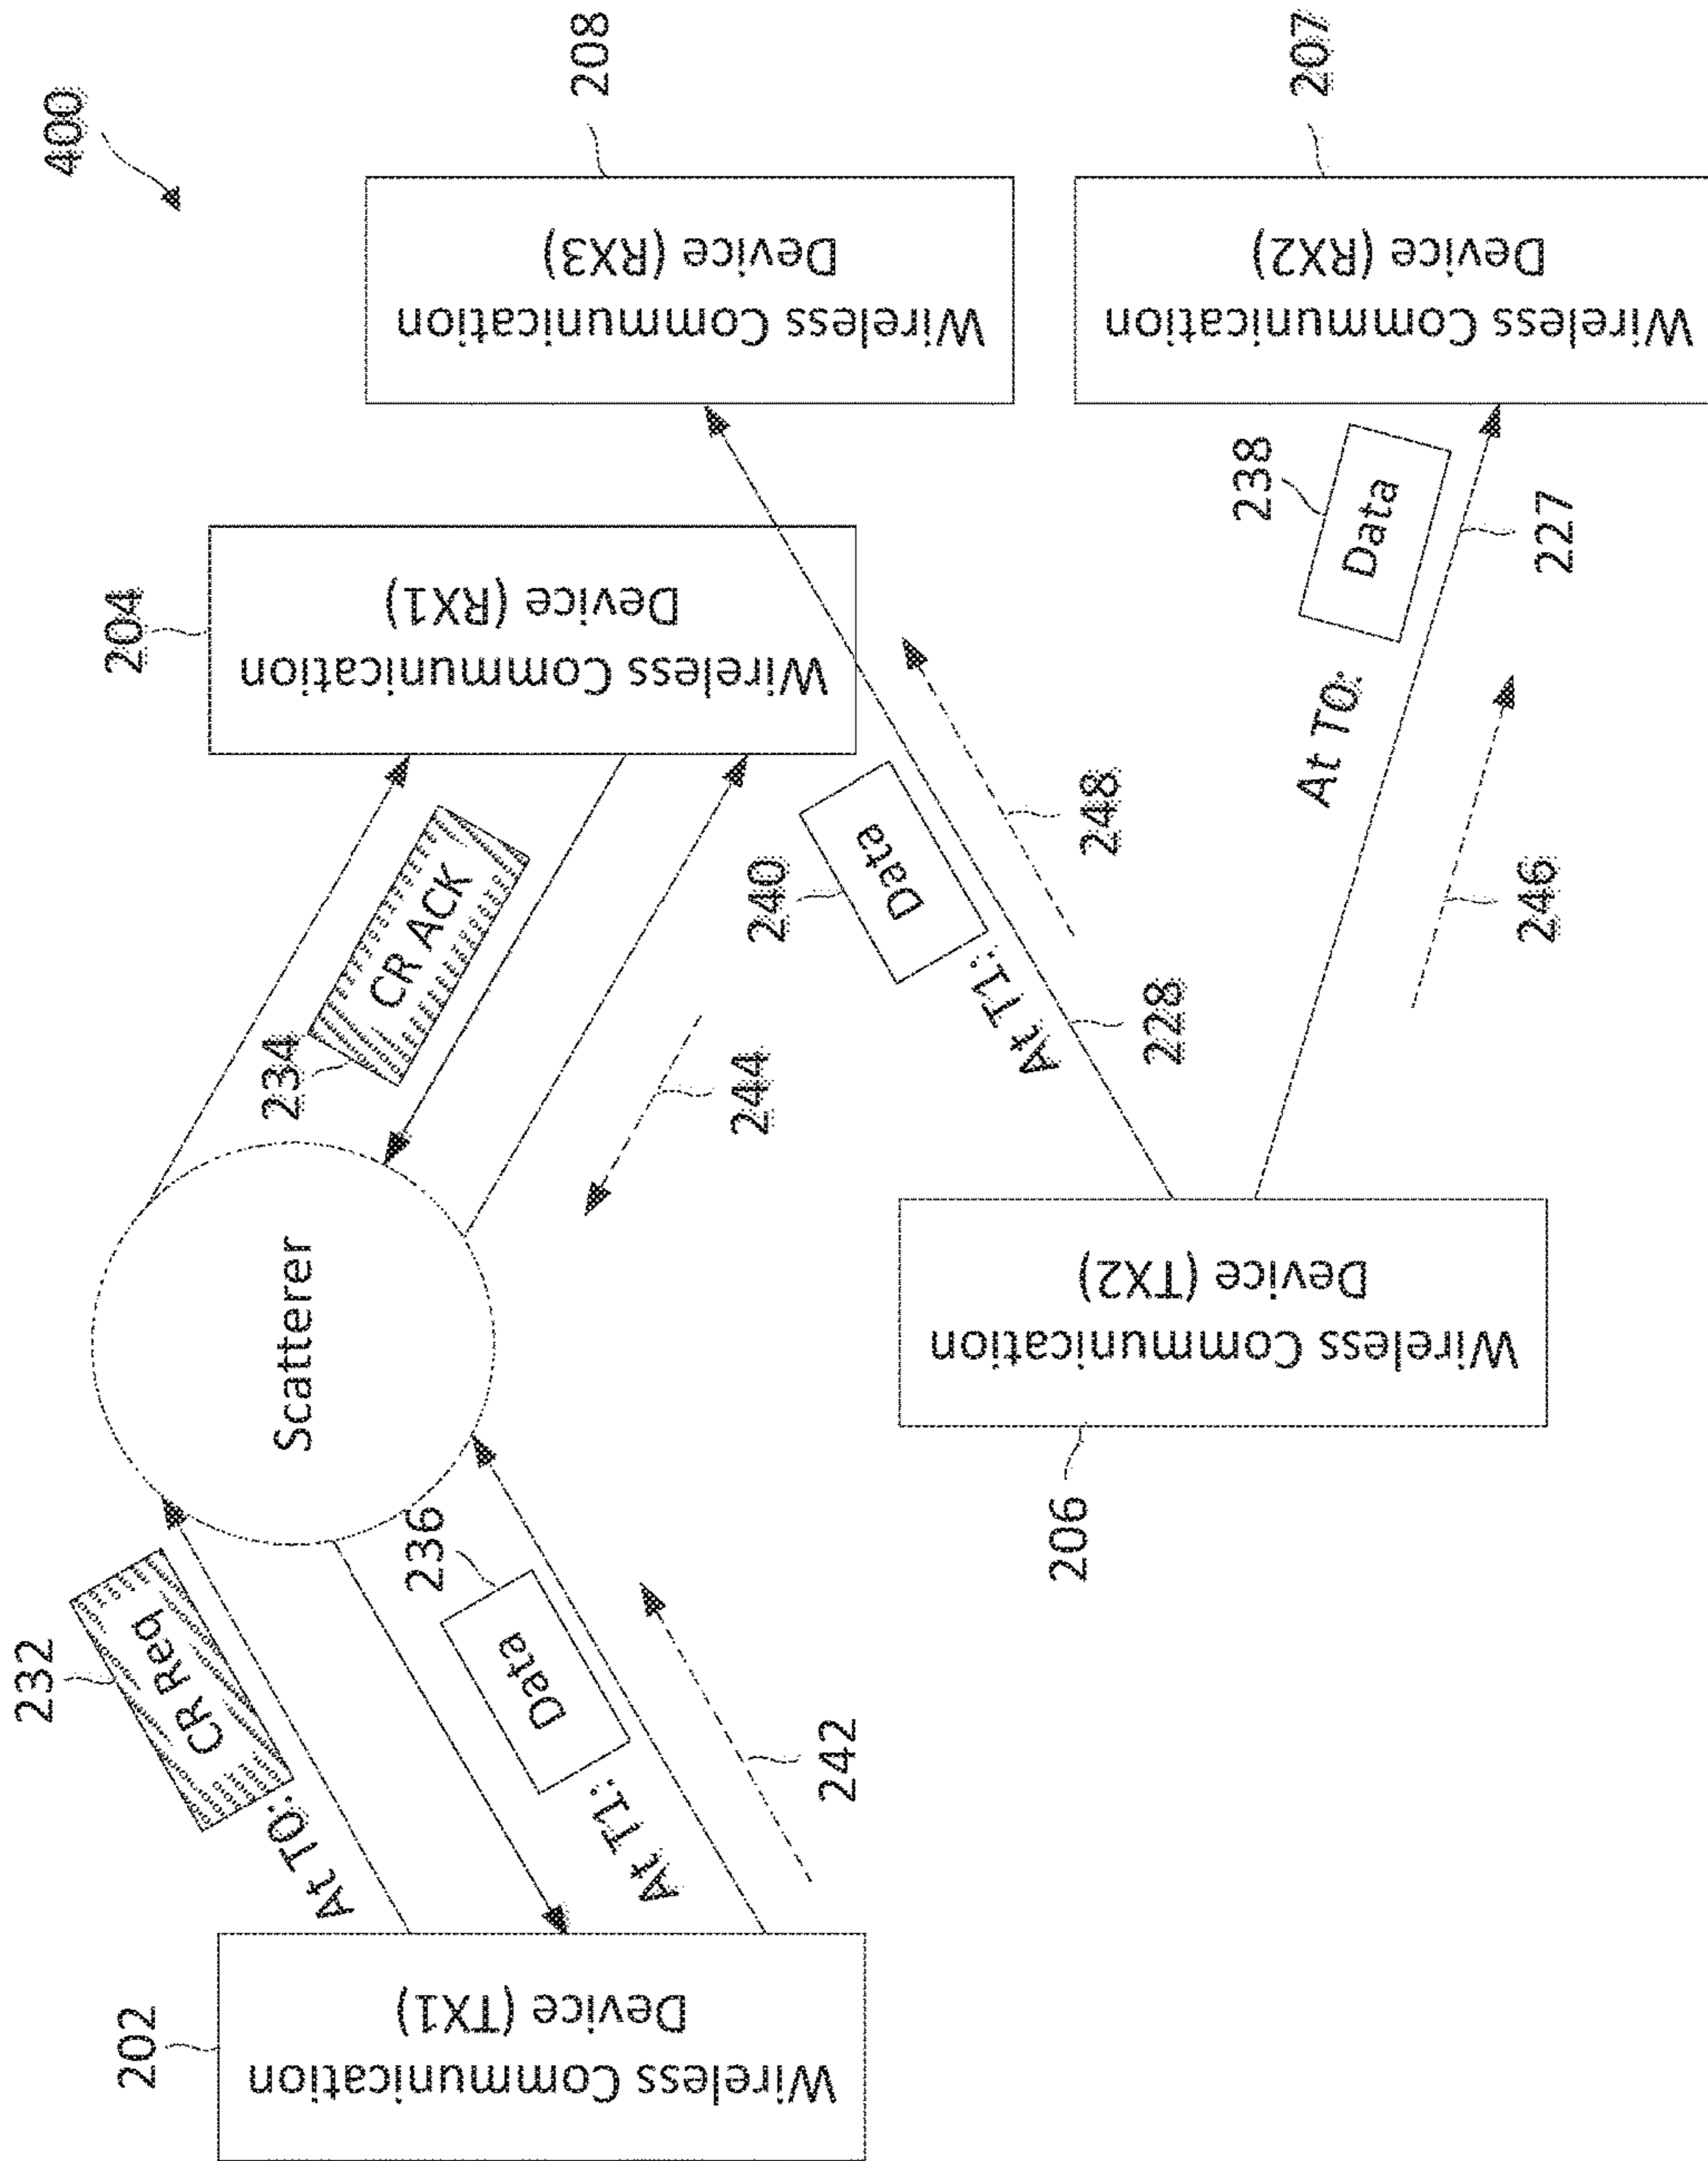 400
202
Wireless Communication
Device (TX1)
At T0:
CR Req
232
At T1:
Data
236
242
Scatterer
234
CR ACK
244
204
Wireless Communication
Device (RX1)
206
Wireless Communication
Device (TX2)
At T1:
Data
240
228
248
208
Wireless Communication
Device (RX3)
At T0:
Data
238
227
246
207
Wireless Communication
Device (RX2)